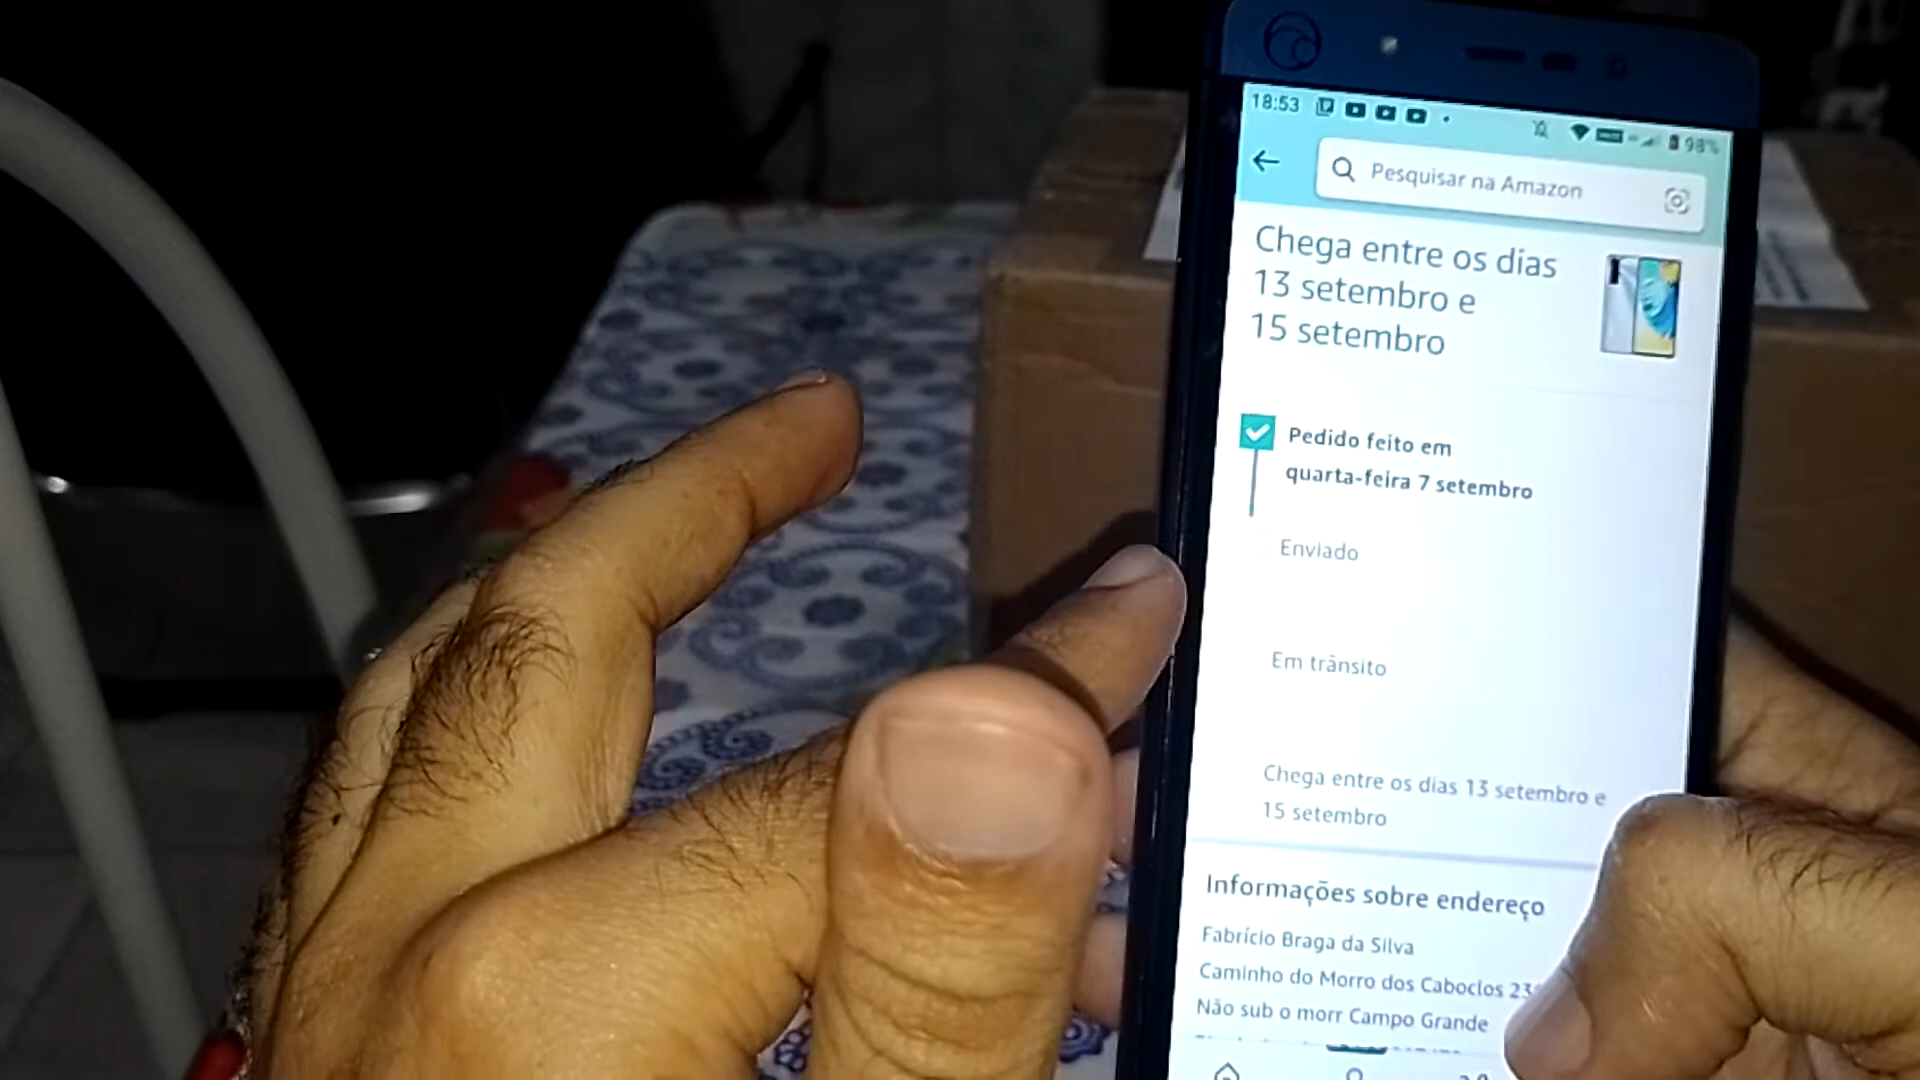 18:53
98%
Pesquisar na Amazon
Chega entre os dias
13 setembro e
15 setembro
Pedido feito em
quarta-feira 7 setembro
Enviado
Em trânsito
Chega entre os dias 13 setembro e
15 setembro
Informações sobre endereço
Fabrício Braga da Silva
Caminho do Morro dos Caboclos
Não sub o morr Campo Grande